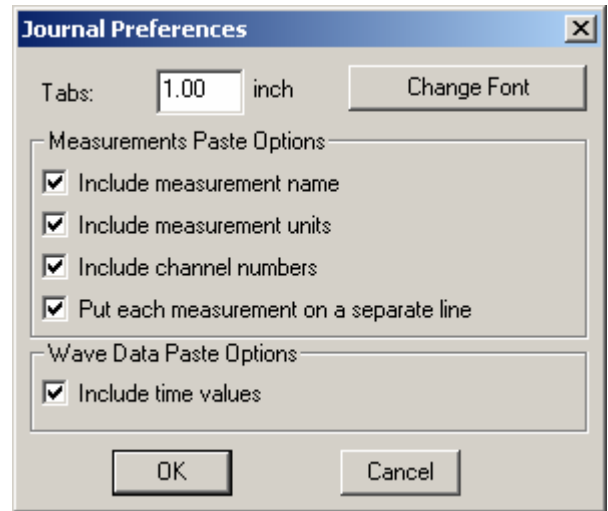 Journal Preferences
Tabs: 1.00 inch Change Font
Measurements Paste Options
Include measurement name
Include measurement units
Include channel numbers
Put each measurement on a separate line
Wave Data Paste Options
Include time values
OK Cancel